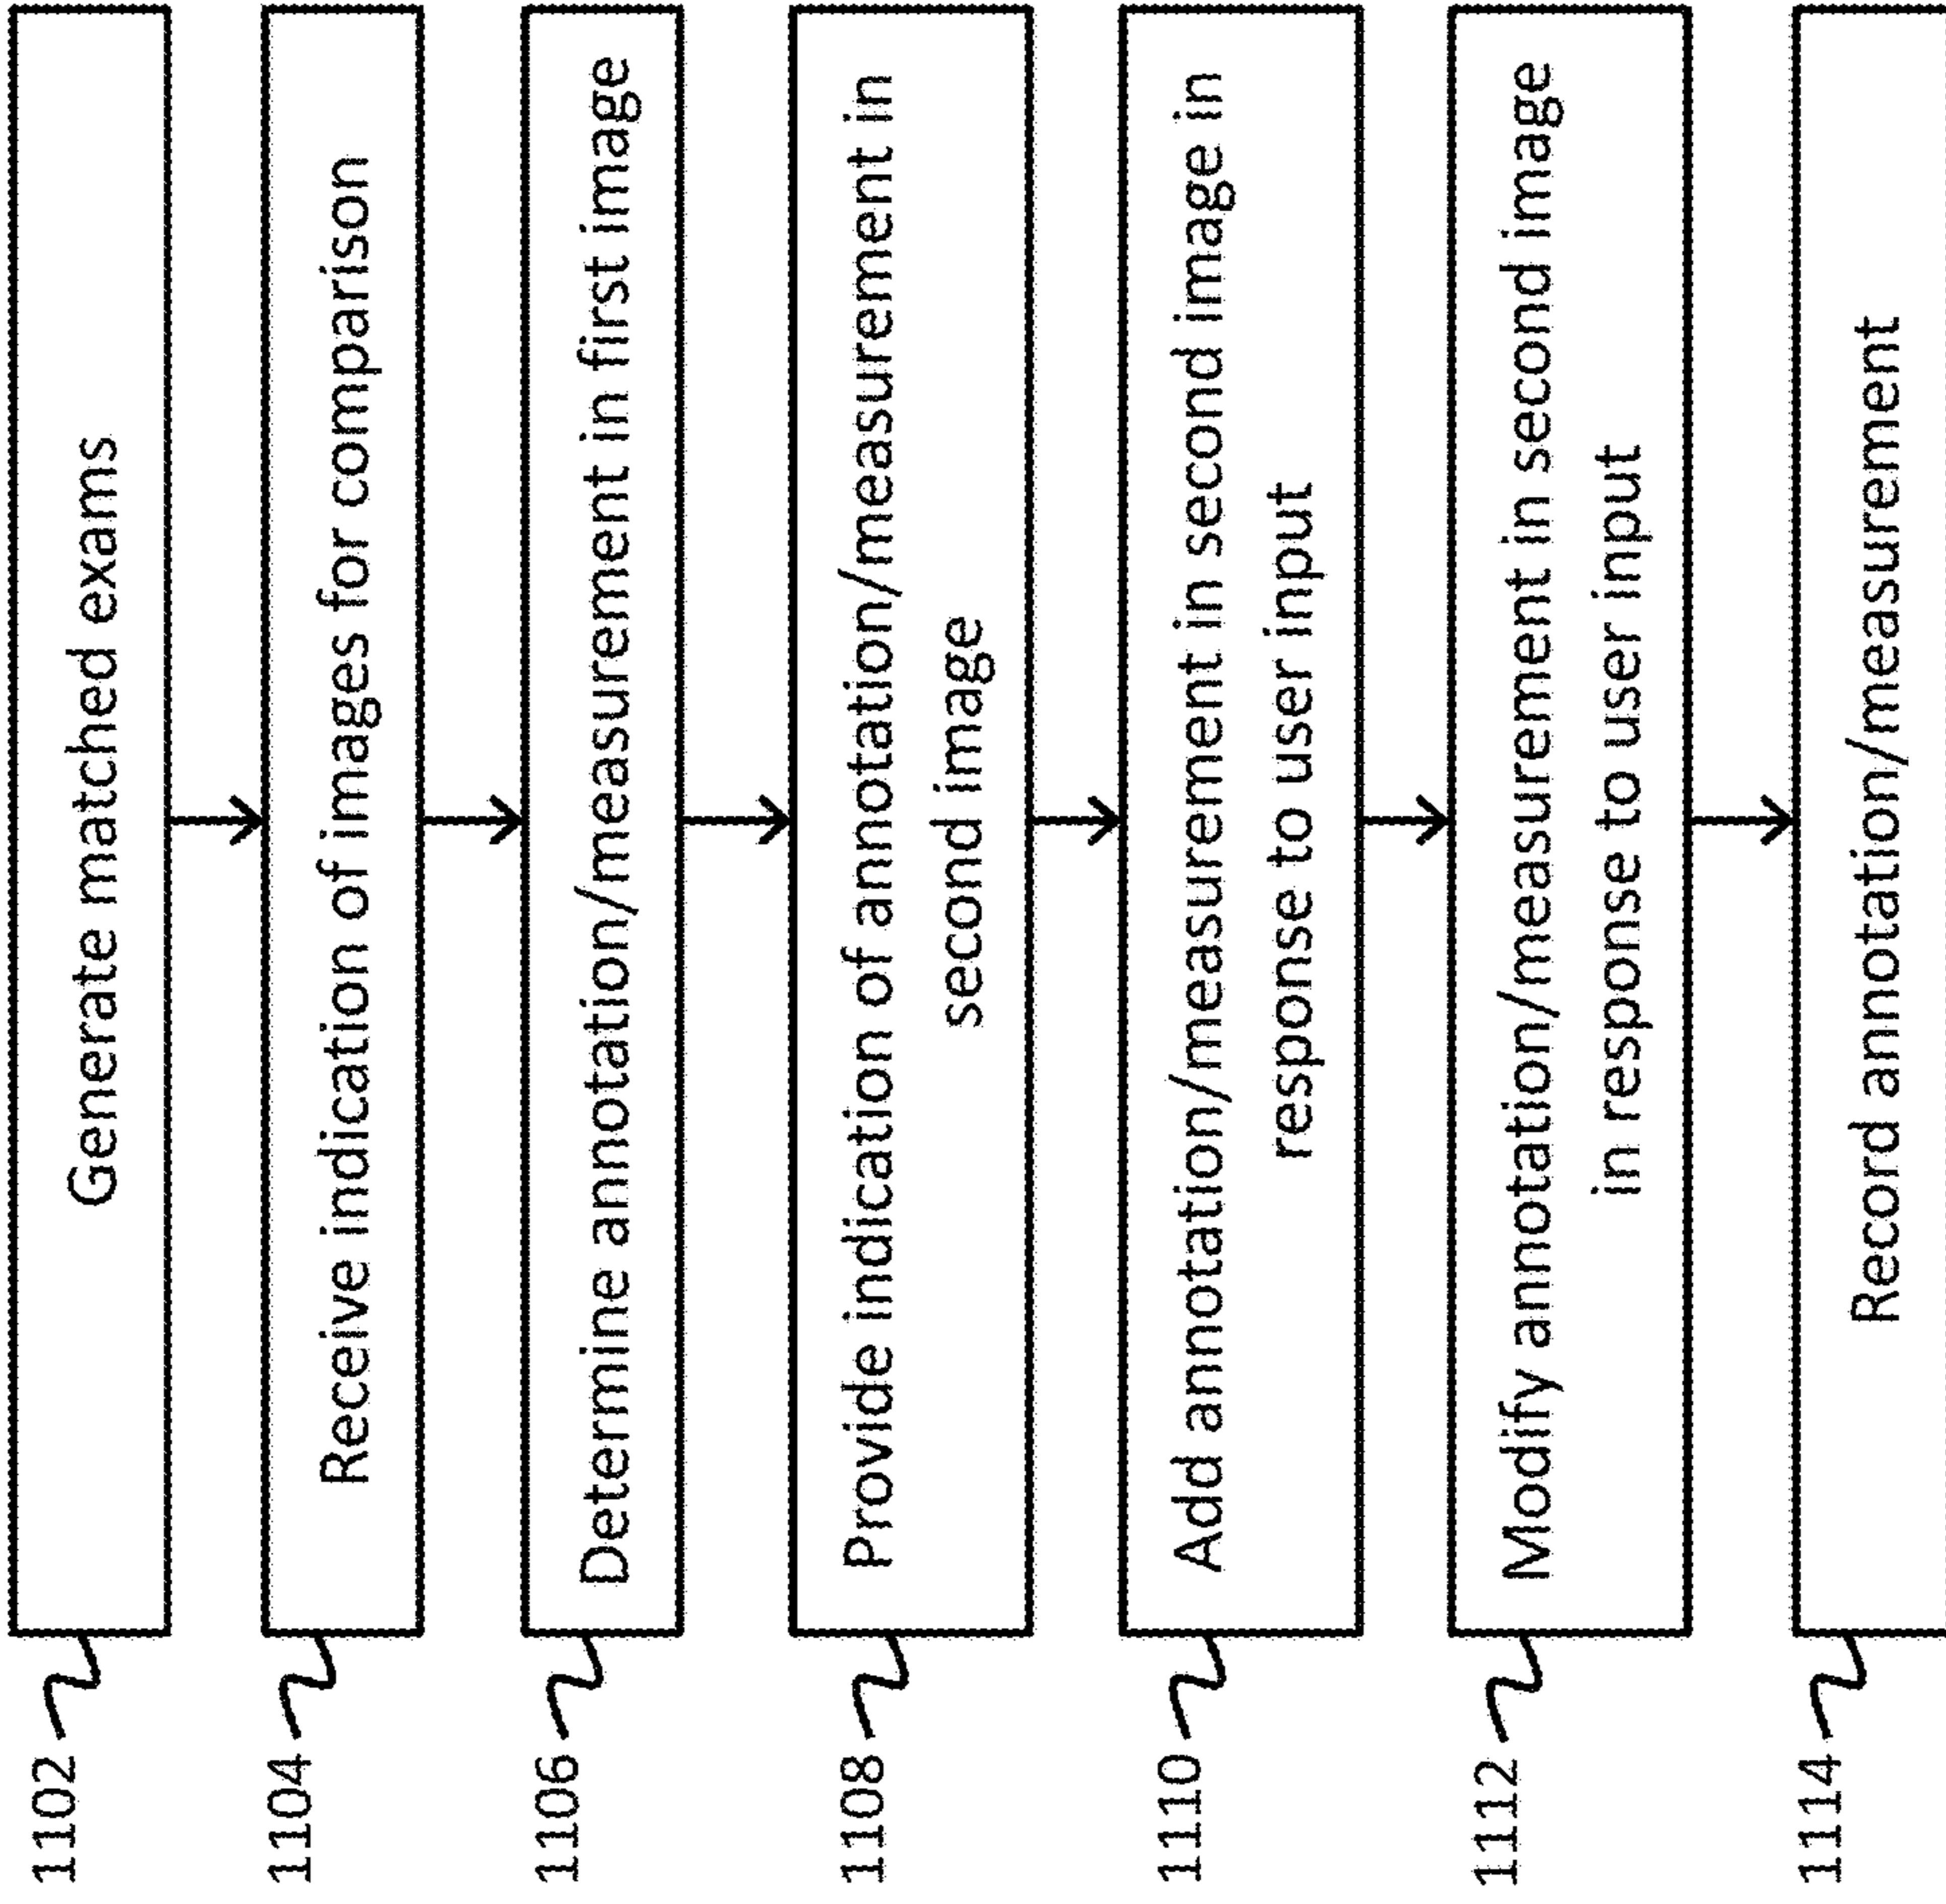 1102
Generate matched exams
1104
Receive indication of images for comparison
1106
Determine annotation/measurement in first image
1108
Provide indication of annotation/measurement in
second image
1110
Add annotation/measurement in second image in
response to user input
1112
Modify annotation/measurement in second image
in response to user input
1114
Record annotation/measurement